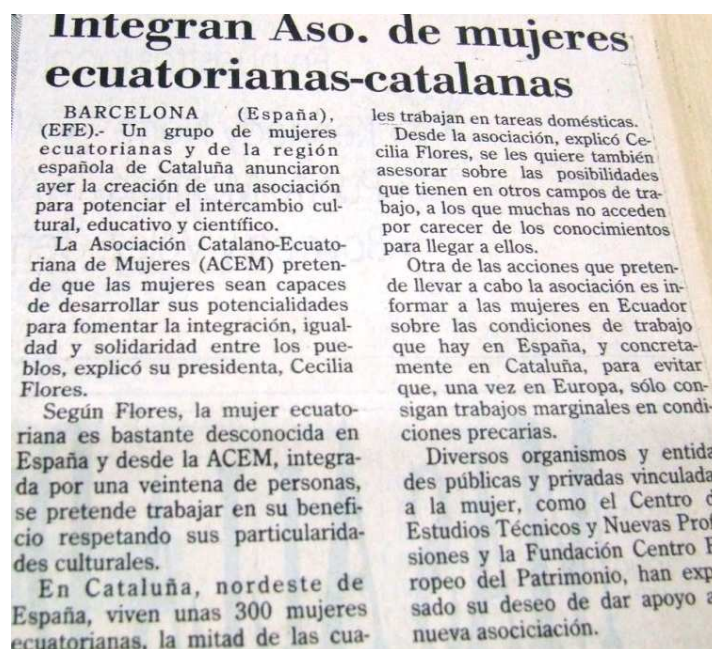 Integran Aso. de mujeres
ecuatorianas-catalanas
BARCELONA (España),
(EFE).- Un grupo de mujeres
ecuatorianas y de la región
española de Cataluña anunciaron
ayer la creación de una asociación
para potenciar el intercambio cul-
tural, educativo y científico.
La Asociación Catalano-Ecuato-
riana de Mujeres (ACEM) preten-
de que las mujeres sean capaces
de desarrollar sus potencialidades
para fomentar la integración, igual-
dad y solidaridad entre los pue-
blos, explicó su presidenta, Cecilia
Flores.
Según Flores, la mujer ecuato-
riana es bastante desconocida en
España y desde la ACEM, integra-
da por una veintena de personas,
se pretende trabajar en su benefi-
cio respetando sus particularida-
des culturales.
En Cataluña, nordeste de
España, viven unas 300 mujeres
ecuatorianas, la mitad de las cua-
les trabajan en tareas domésticas.
Desde la asociación, explicó Ce-
cilia Flores, se les quiere también
asesorar sobre las posibilidades
que tienen en otros campos de tra-
bajo, a los que muchas no acceden
por carecer de los conocimientos
para llegar a ellos.
Otra de las acciones que preten-
de llevar a cabo la asociación es in-
formar a las mujeres en Ecuador
sobre las condiciones de trabajo
que hay en España, y concreta-
mente en Cataluña, para evitar
que, una vez en Europa, sólo con-
sigan trabajos marginales en condi-
ciones precarias.
Diversos organismos y entida
des públicas y privadas vinculada
a la mujer, como el Centro
Estudios Técnicos y Nuevas Prof
siones y la Fundación Centro
ropeo del Patrimonio, han exp
sado su deseo de dar apoyo a
nueva asociciación.